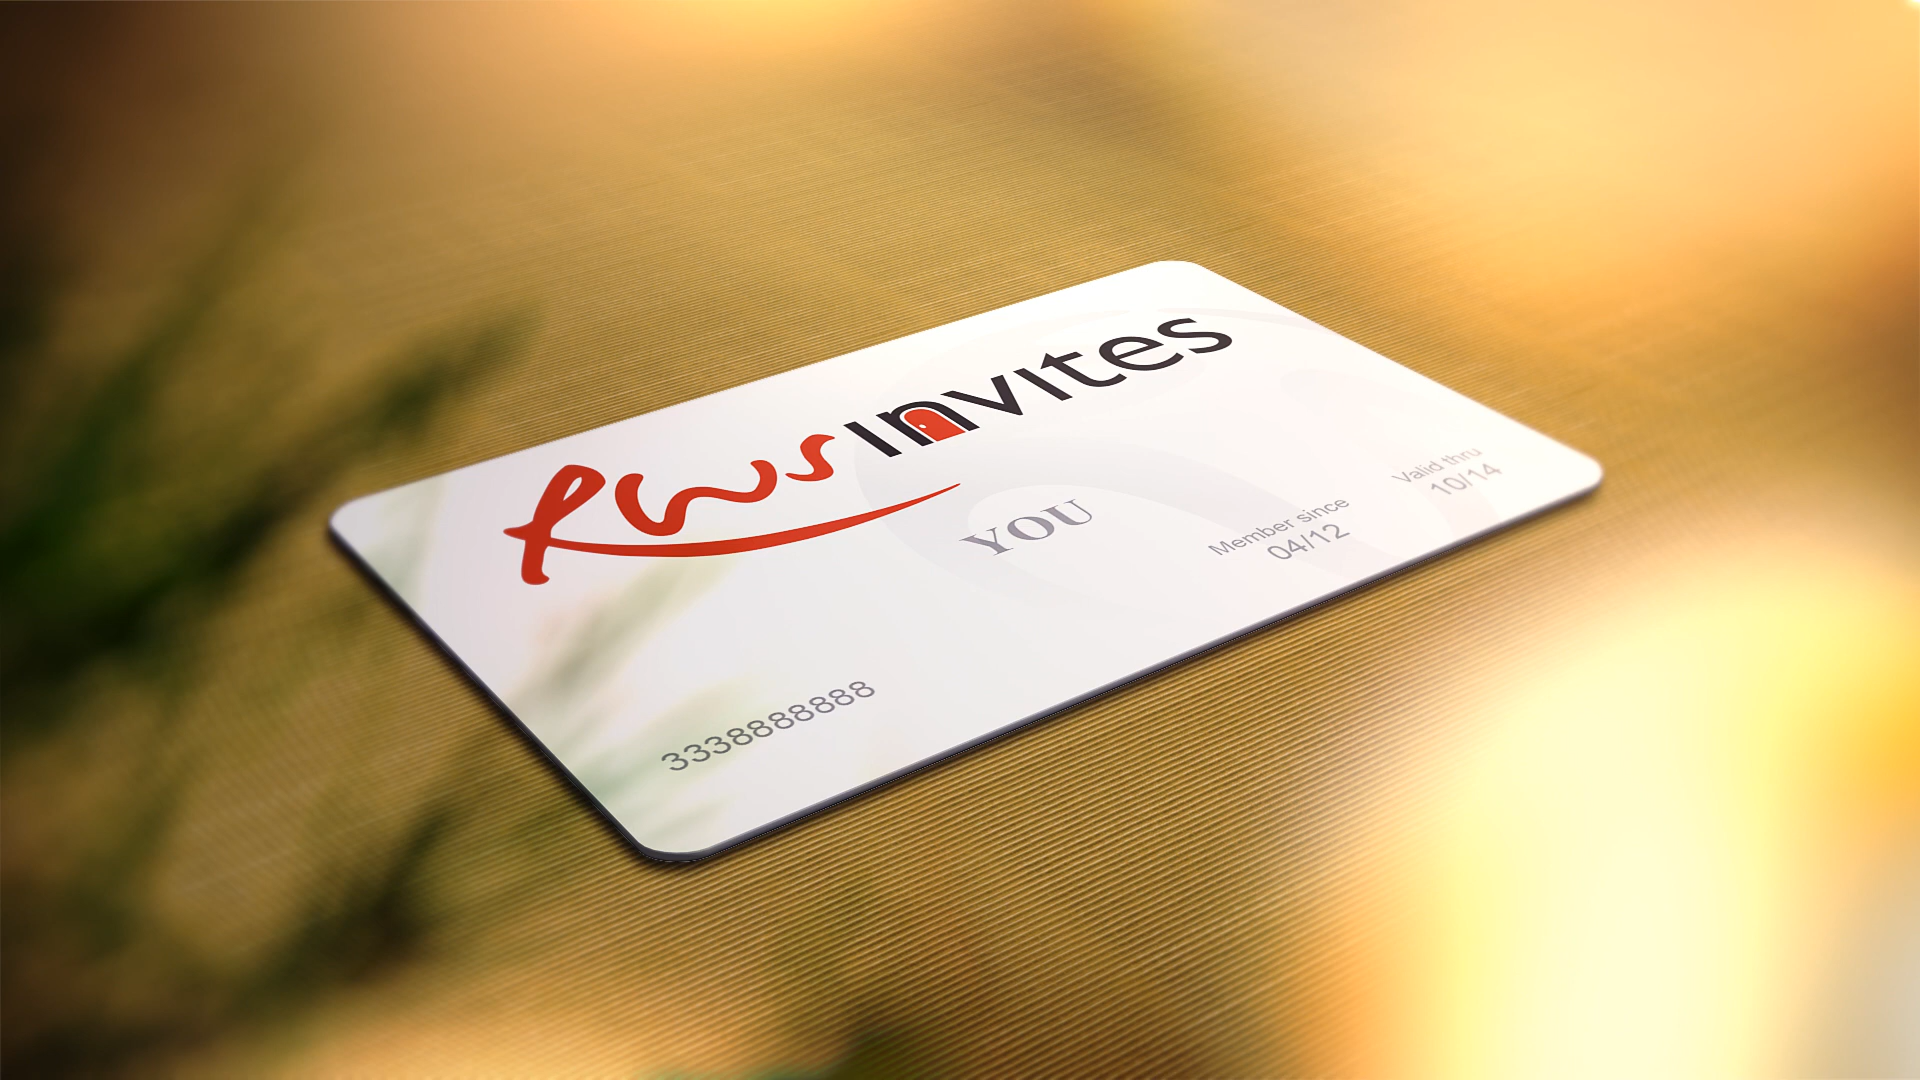 rws invites
YOU
Member since
04/12
Valid thru
10/14
3338888888